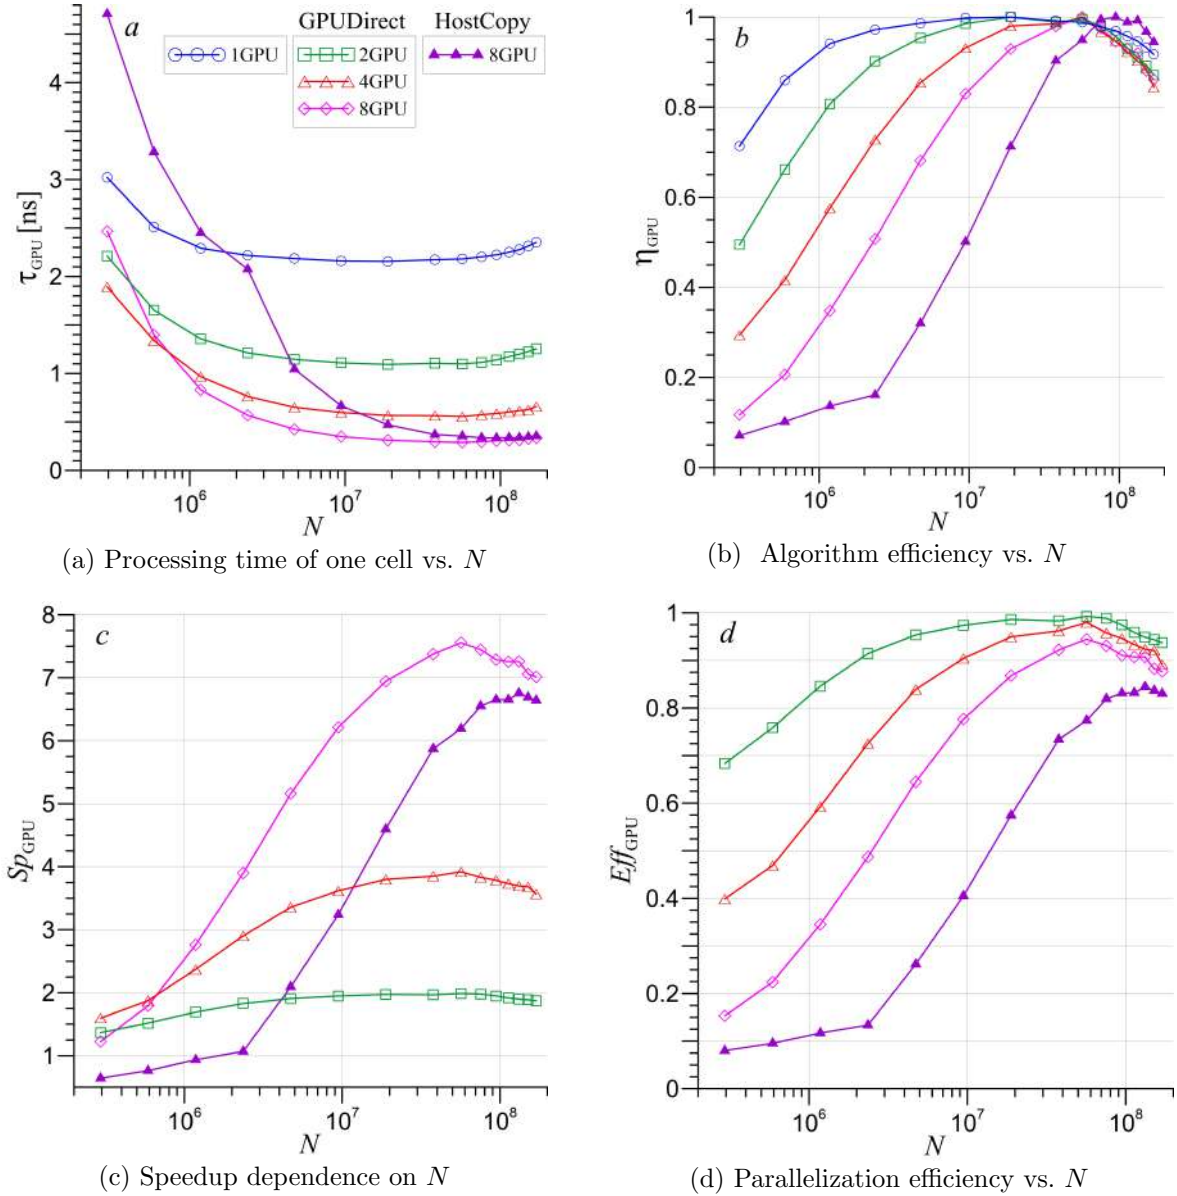 a
GPUDirect
HostCopy
1GPU
2GPU
8GPU
4GPU
8GPU
4
3
2
1
0
τGPU [ns]
10^6
10^7
10^8
N
(a) Processing time of one cell vs. N
b
1
0.8
0.6
0.4
0.2
0
ηGPU
10^6
10^7
10^8
N
(b) Algorithm efficiency vs. N
c
8
7
6
5
4
3
2
1
SpGPU
10^6
10^7
10^8
N
(c) Speedup dependence on N
d
1
0.8
0.6
0.4
0.2
0
EffGPU
10^6
10^7
10^8
N
(d) Parallelization efficiency vs. N